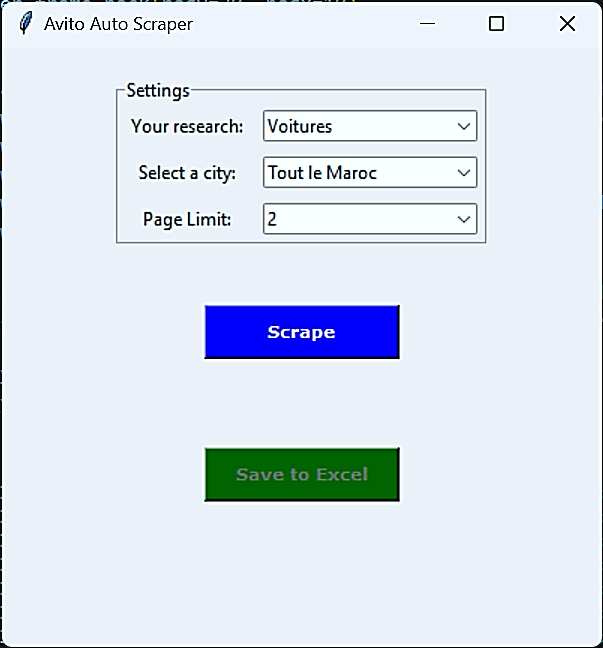 Avito Auto Scraper
Settings
Your research: Voitures
Select a city: Tout le Maroc
Page Limit: 2
Scrape
Save to Excel